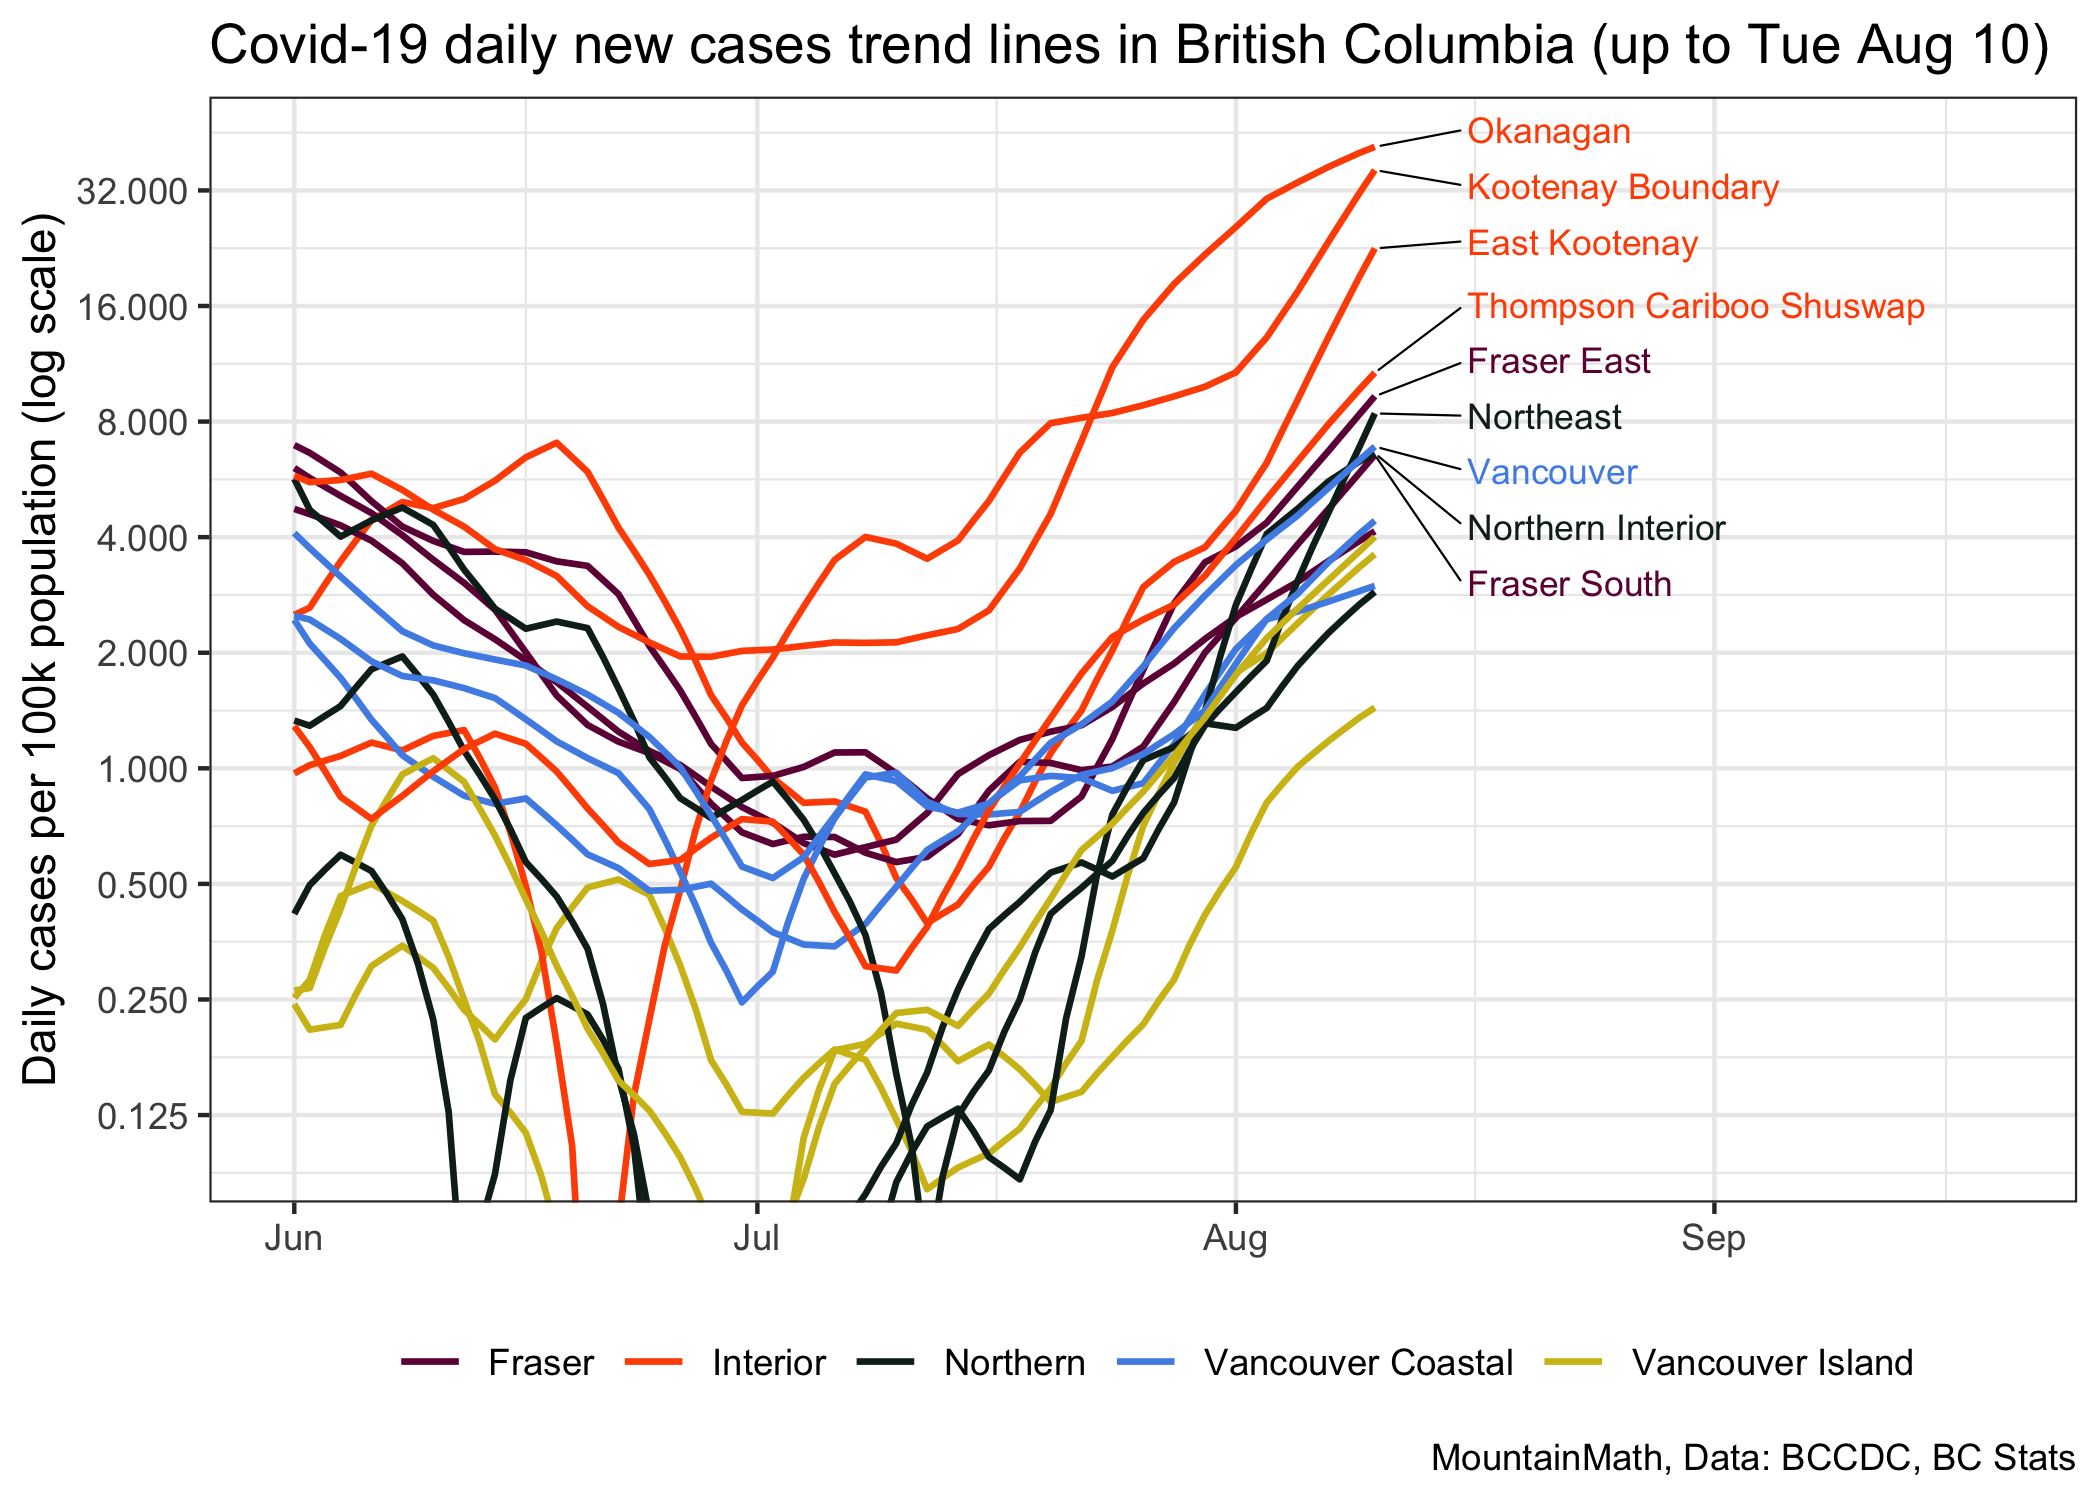 Covid-19 daily new cases trend lines in British Columbia (up to Tue Aug 10)
Daily cases per 100k population (log scale)
32.000
16.000
8.000
4.000
2.000
1.000
0.500
0.250
0.125
Okanagan
Kootenay Boundary
East Kootenay
Thompson Cariboo Shuswap
Fraser East
Northeast
Vancouver
Northern Interior
Fraser South
Jun Jul Aug Sep
Fraser Interior Northern Vancouver Coastal Vancouver Island
MountainMath, Data: BCCDC, BC Stats